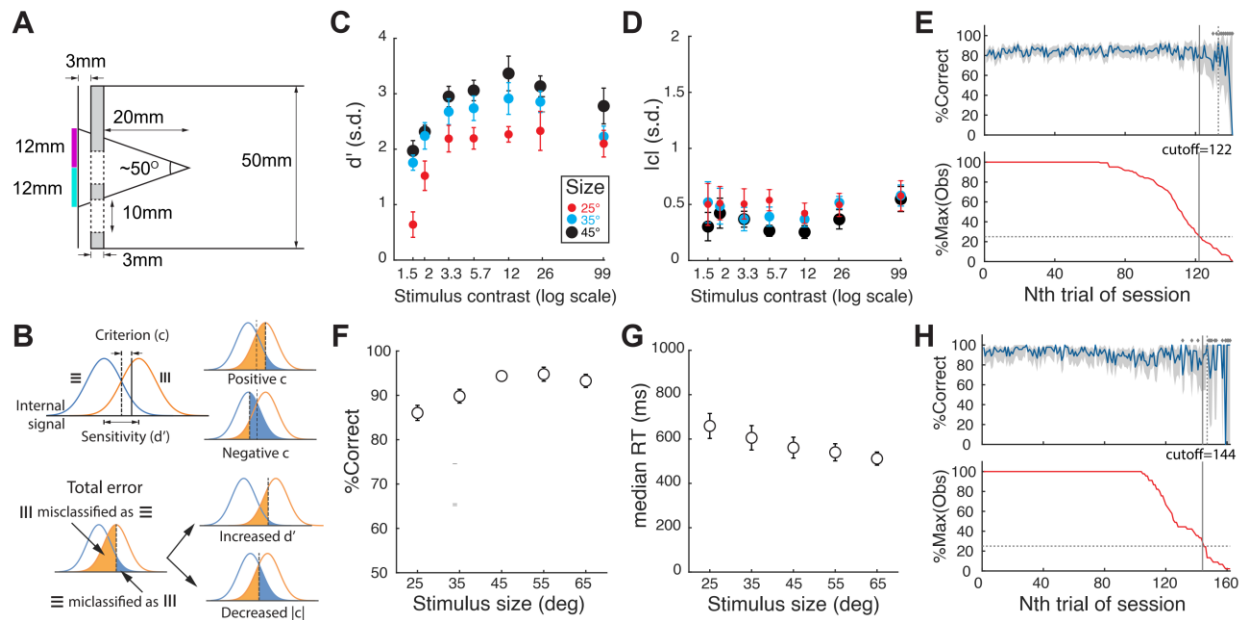 A
3mm
20mm
12mm
~50°
50mm
12mm
10mm
3mm
B
Criterion (c)
Internal
signal
Sensitivity (d')
Positive c
Negative c
Total error
III misclassified as ☰
☰ miclassified as III
Increased d'
Decreased |c|
C
4
3
2
1
0
d' (s.d.)
Size
25°
35°
45°
1.5 2 3.3 5.7 12 26 99
Stimulus contrast (log scale)
D
2
1.5
1
0.5
0
|c| (s.d.)
1.5 2 3.3 5.7 12 26 99
Stimulus contrast (log scale)
E
100
80
60
40
20
0
%Correct
cutoff=122
100
80
60
40
20
0
%Max(Obs)
0 40 80 120
Nth trial of session
F
100
90
80
70
60
50
%Correct
25 35 45 55 65
Stimulus size (deg)
G
1000
800
600
400
200
0
median RT (ms)
25 35 45 55 65
Stimulus size (deg)
H
100
80
60
40
20
0
%Correct
cutoff=144
100
80
60
40
20
0
%Max(Obs)
0 40 80 120 160
Nth trial of session